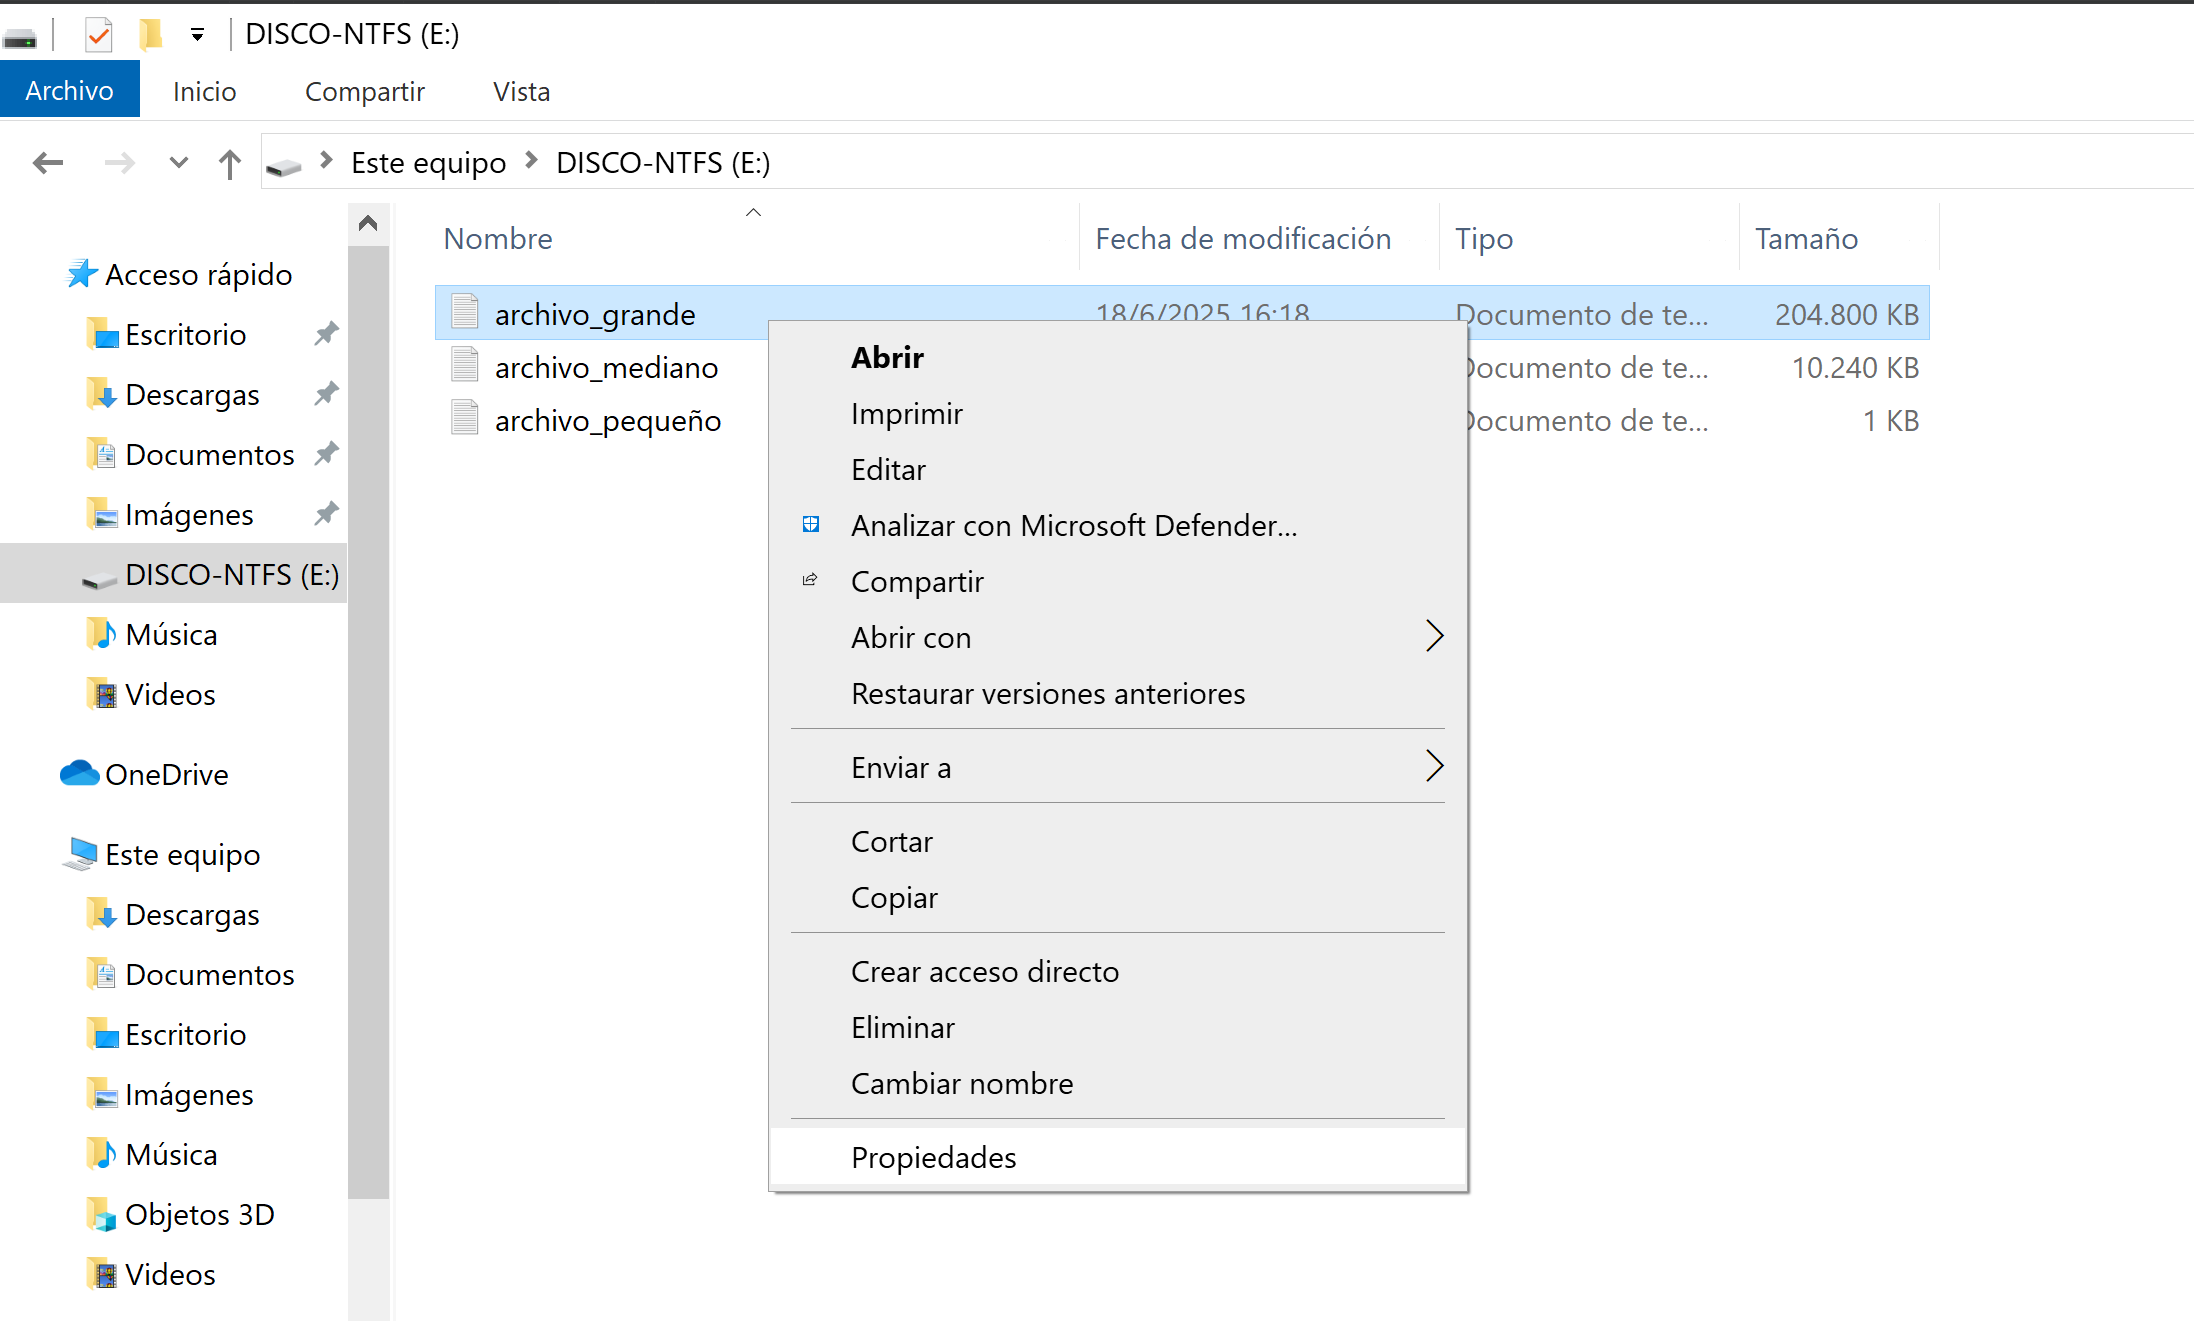 DISCO-NTFS (E:)
Archivo Inicio Compartir Vista
Este equipo DISCO-NTFS (E:)
Nombre Fecha de modificación Tipo Tamaño
Acceso rápido
Escritorio
Descargas
Documentos
Imágenes
DISCO-NTFS (E:)
Música
Videos
OneDrive
Este equipo
Descargas
Documentos
Escritorio
Imágenes
Música
Objetos 3D
Videos
archivo_grande 18/6/2025 16:18 Documento de te... 204.800 KB
archivo_mediano Documento de te... 10.240 KB
archivo_pequeño Documento de te... 1 KB
Abrir
Imprimir
Editar
Analizar con Microsoft Defender...
Compartir
Abrir con
Restaurar versiones anteriores
Enviar a
Cortar
Copiar
Crear acceso directo
Eliminar
Cambiar nombre
Propiedades